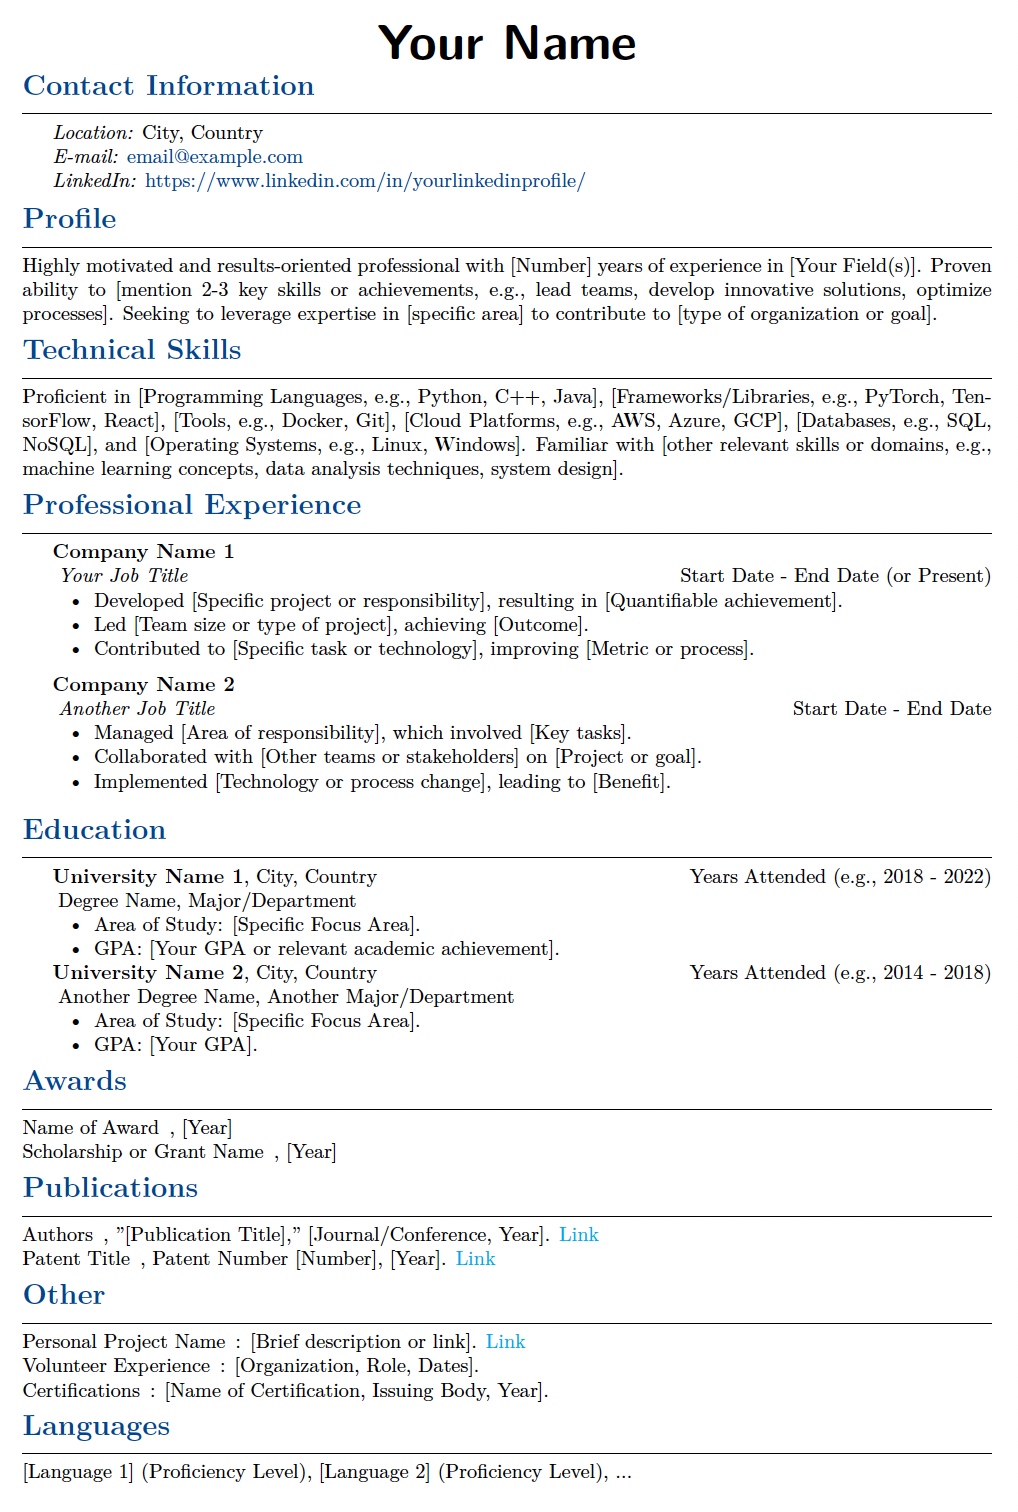 Your Name
Contact Information
Location: City, Country
E-mail: email@example.com
LinkedIn: https://www.linkedin.com/in/yourlinkedinprofile/
Profile
Highly motivated and results-oriented professional with [Number] years of experience in [Your Field(s)]. Proven
ability to [mention 2-3 key skills or achievements, e.g., lead teams, develop innovative solutions, optimize
processes]. Seeking to leverage expertise in [specific area] to contribute to [type of organization or goal].
Technical Skills
Proficient in [Programming Languages, e.g., Python, C++, Java], [Frameworks/Libraries, e.g., PyTorch, Ten-
sorFlow, React], [Tools, e.g., Docker, Git], [Cloud Platforms, e.g., AWS, Azure, GCP], [Databases, e.g., SQL,
NoSQL], and [Operating Systems, e.g., Linux, Windows]. Familiar with [other relevant skills or domains, e.g.,
machine learning concepts, data analysis techniques, system design].
Professional Experience
Company Name 1
Your Job Title Start Date - End Date (or Present)
• Developed [Specific project or responsibility], resulting in [Quantifiable achievement].
• Led [Team size or type of project], achieving [Outcome].
• Contributed to [Specific task or technology], improving [Metric or process].
Company Name 2
Another Job Title Start Date - End Date
• Managed [Area of responsibility], which involved [Key tasks].
• Collaborated with [Other teams or stakeholders] on [Project or goal].
• Implemented [Technology or process change], leading to [Benefit].
Education
University Name 1, City, Country Years Attended (e.g., 2018 - 2022)
Degree Name, Major/Department
• Area of Study: [Specific Focus Area].
• GPA: [Your GPA or relevant academic achievement].
University Name 2, City, Country Years Attended (e.g., 2014 - 2018)
Another Degree Name, Another Major/Department
• Area of Study: [Specific Focus Area].
• GPA: [Your GPA].
Awards
Name of Award , [Year]
Scholarship or Grant Name , [Year]
Publications
Authors , ”[Publication Title],” [Journal/Conference, Year]. Link
Patent Title , Patent Number [Number], [Year]. Link
Other
Personal Project Name : [Brief description or link]. Link
Volunteer Experience : [Organization, Role, Dates].
Certifications : [Name of Certification, Issuing Body, Year].
Languages
[Language 1] (Proficiency Level), [Language 2] (Proficiency Level), ...